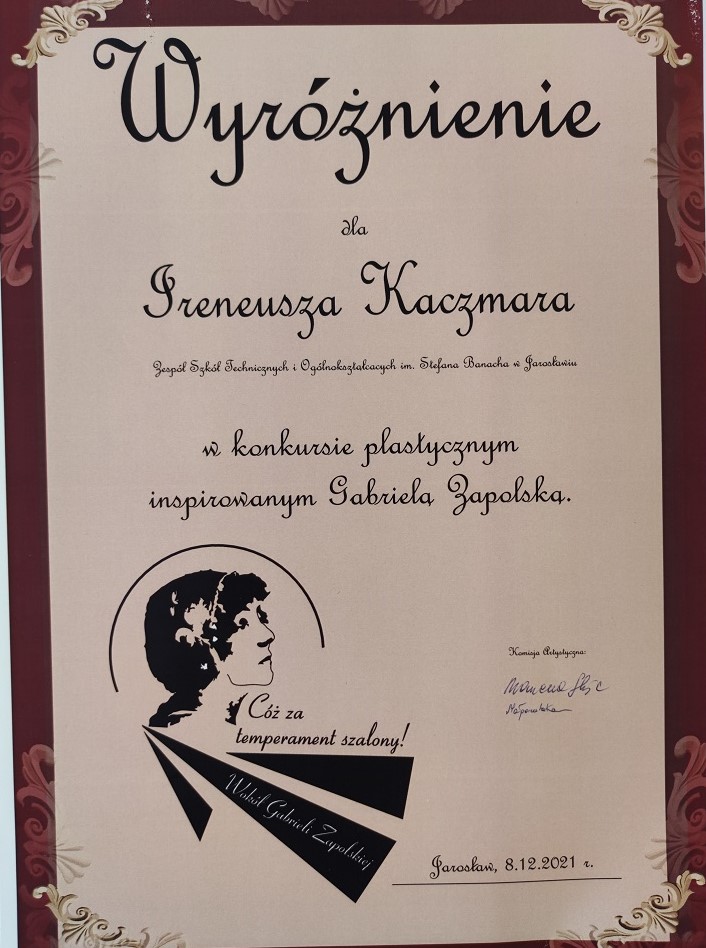 Wyróżnienie
dla
Ireneusza Kaczmara
Zespół Szkół Technicznych i Ogólnokształcacych im. Stefana Banacha w Jarosławiu
w konkursie plastycznym
inspirowanym Gabrielą Zapolską.
Komisja Artystyczna:
Cóż za
temperament szalony!
Wokół Gabrieli Zapolskiej
Jarosław, 8.12.2021 r.